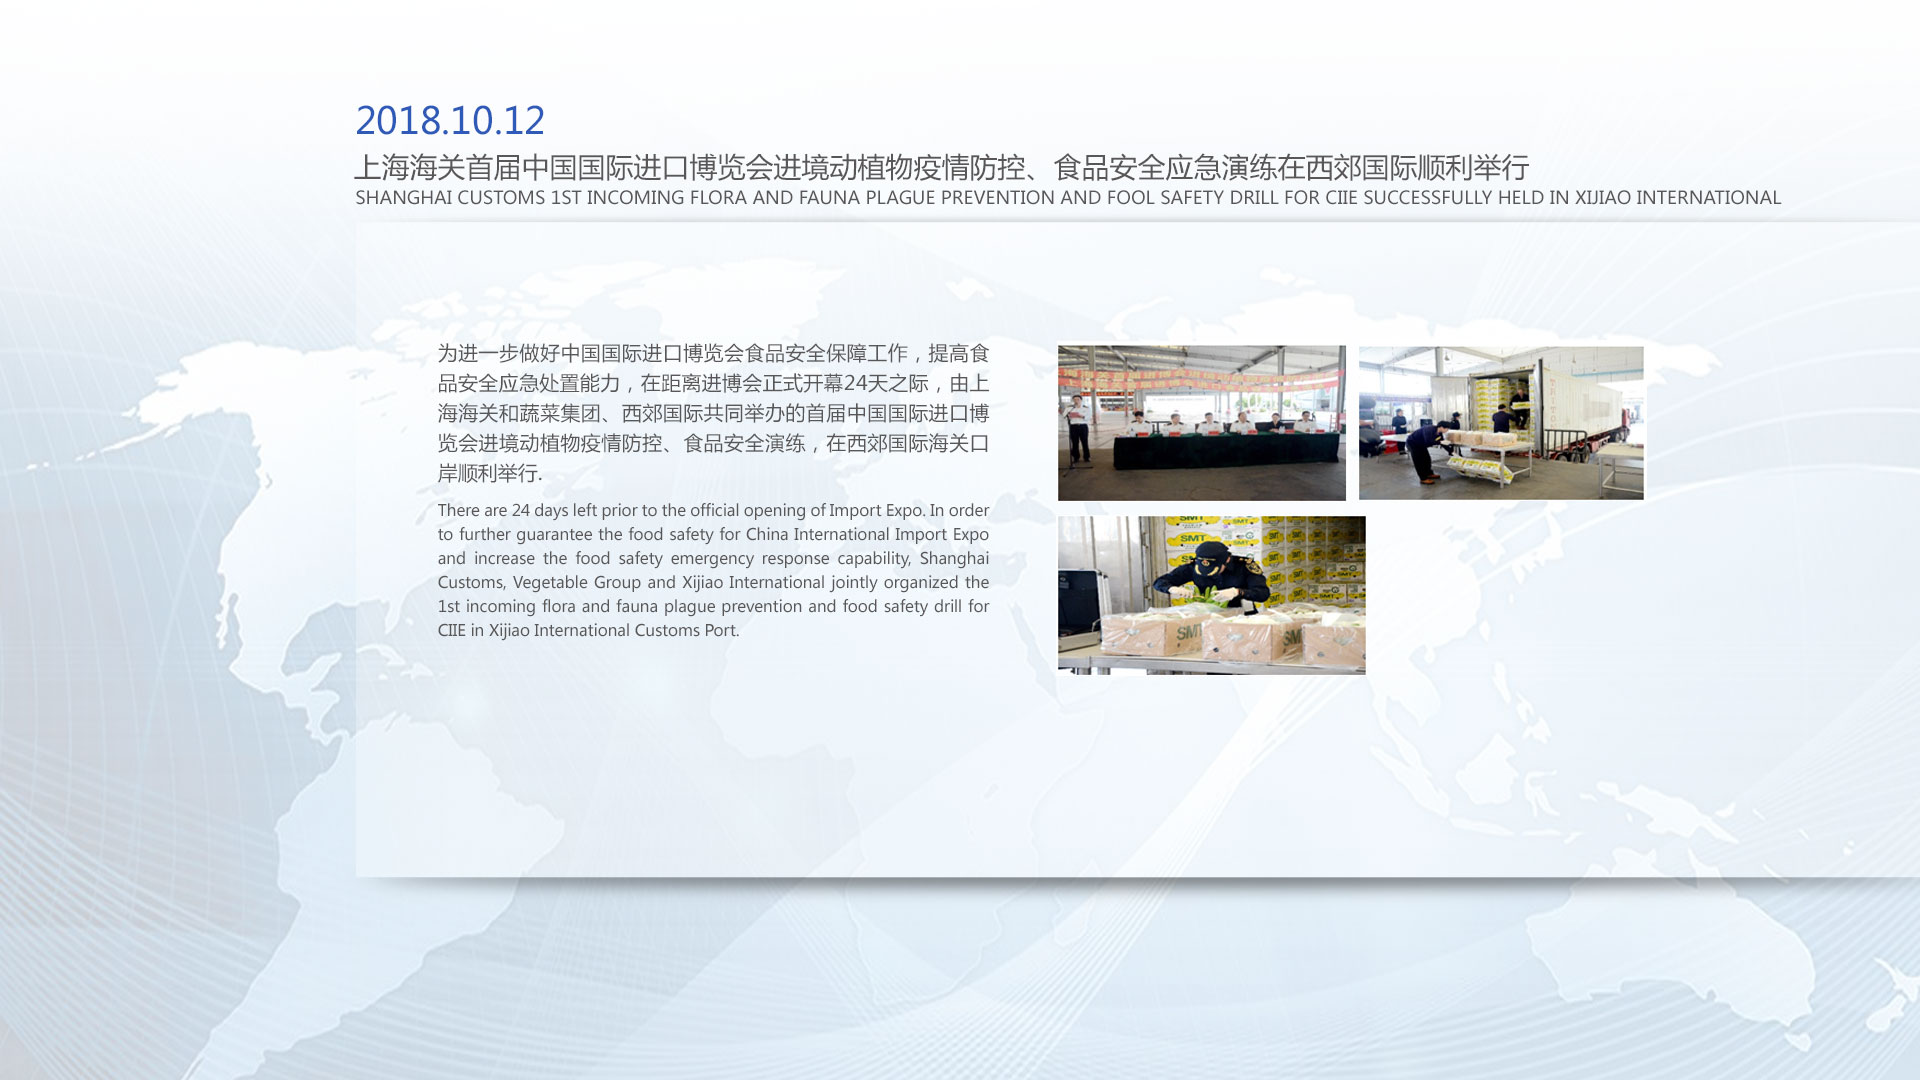 2018.10.12
上海海关首届中国国际进口博览会进境动植物疫情防控、食品安全应急演练在西郊国际顺利举行
SHANGHAI CUSTOMS 1ST INCOMING FLORA AND FAUNA PLAGUE PREVENTION AND FOOL SAFETY DRILL FOR CIIE SUCCESSFULLY HELD IN XIJIAO INTERNATIONAL
为进一步做好中国国际进口博览会食品安全保障工作，提高食
品安全应急处置能力，在距离进博会正式开幕24天之际，由上
海海关和蔬菜集团、西郊国际共同举办的首届中国国际进口博
览会进境动植物疫情防控、食品安全演练，在西郊国际海关口
岸顺利举行.
There are 24 days left prior to the official opening of Import Expo. In order
to further guarantee the food safety for China International Import Expo
and increase the food safety emergency response capability, Shanghai
Customs, Vegetable Group and Xijiao International jointly organized the
1st incoming flora and fauna plague prevention and food safety drill for
CIIE in Xijiao International Customs Port.
SMT
SMT
SMT
SMT